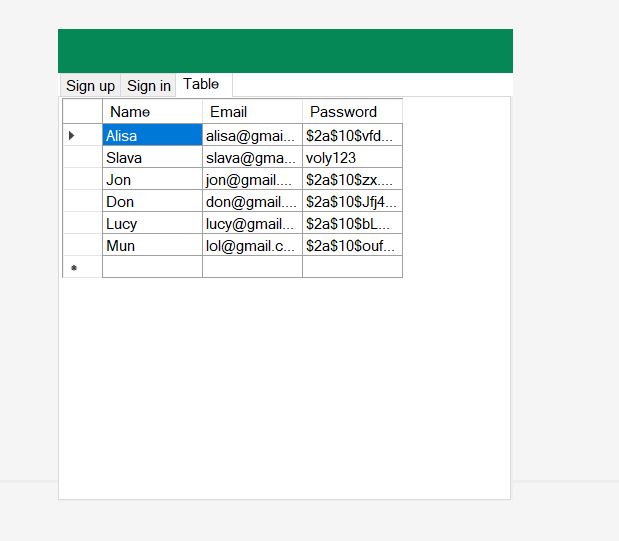 Sign up Sign in Table
Name Email Password
Alisa alisa@gmai... $2a$10$vfd...
Slava slava@gma... voly123
Jon jon@gmail.... $2a$10$zx....
Don don@gmail.... $2a$10$Jfj4...
Lucy lucy@gmail... $2a$10$bL...
Mun lol@gmail.c... $2a$10$ouf...